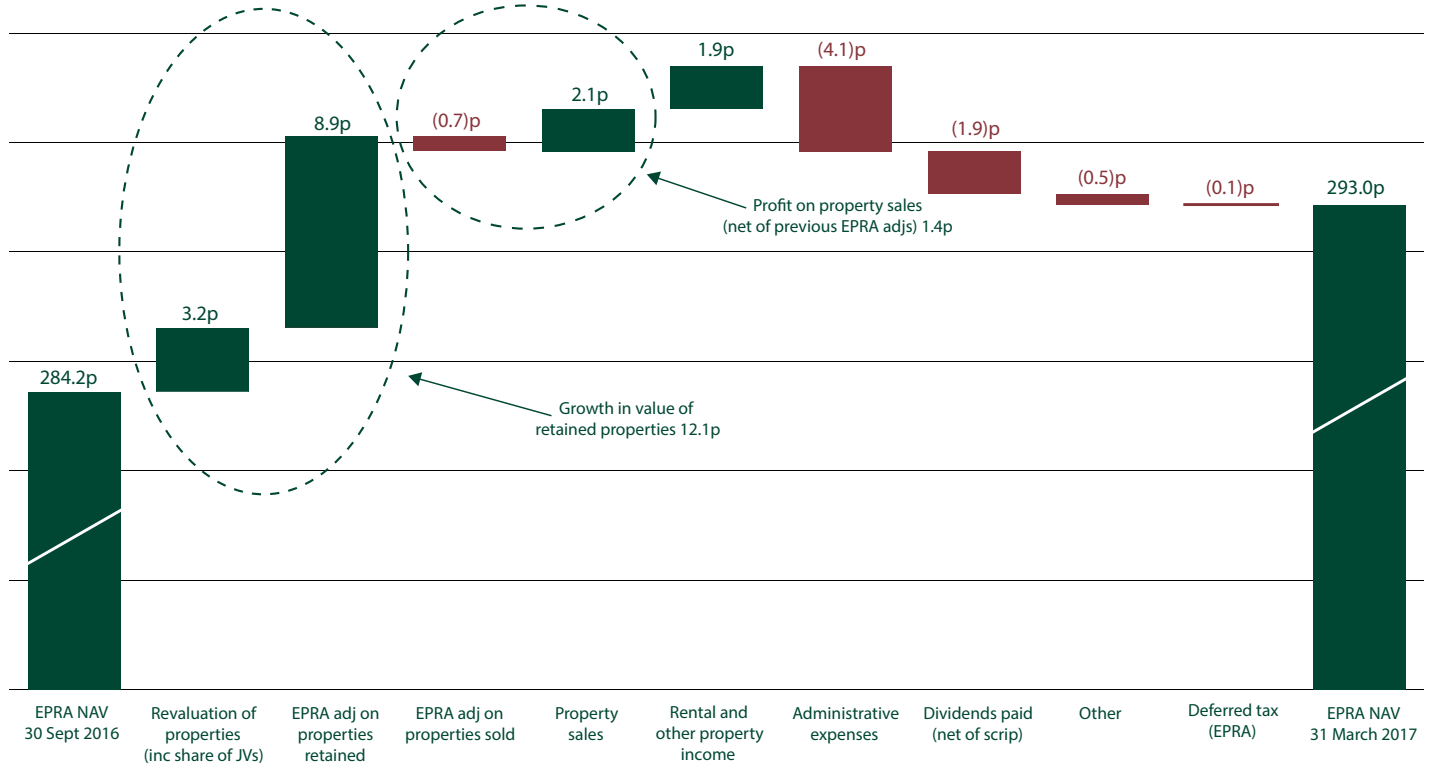 284.2p
3.2p
8.9p
(0.7)p
2.1p
1.9p
(4.1)p
(1.9)p
(0.5)p
(0.1)p
293.0p
Profit on property sales
(net of previous EPRA adjs) 1.4p
Growth in value of
retained properties 12.1p
EPRA NAV
30 Sept 2016
Revaluation of
properties
(inc share of JVs)
EPRA adj on
properties
retained
EPRA adj on
properties sold
Property
sales
Rental and
other property
income
Administrative
expenses
Dividends paid
(net of scrip)
Other
Deferred tax
(EPRA)
EPRA NAV
31 March 2017